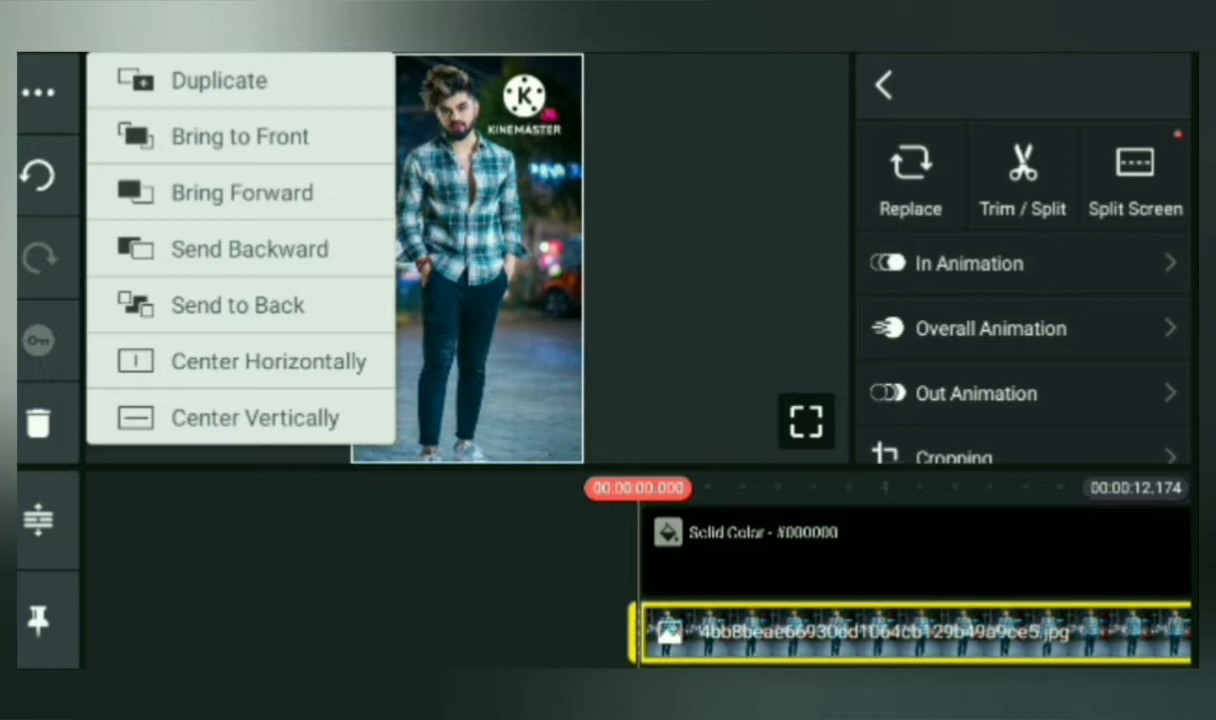 Duplicate
Bring to Front
Bring Forward
Send Backward
Send to Back
Center Horizontally
Center Vertically
K
KINEMASTER
Replace
Trim / Split
Split Screen
In Animation
Overall Animation
Out Animation
Cropping
00:00:00.000
4
00:00:12.174
Solid Color - #000000
4bb8beae66930dd1064cb129b49a9ce5.jpg